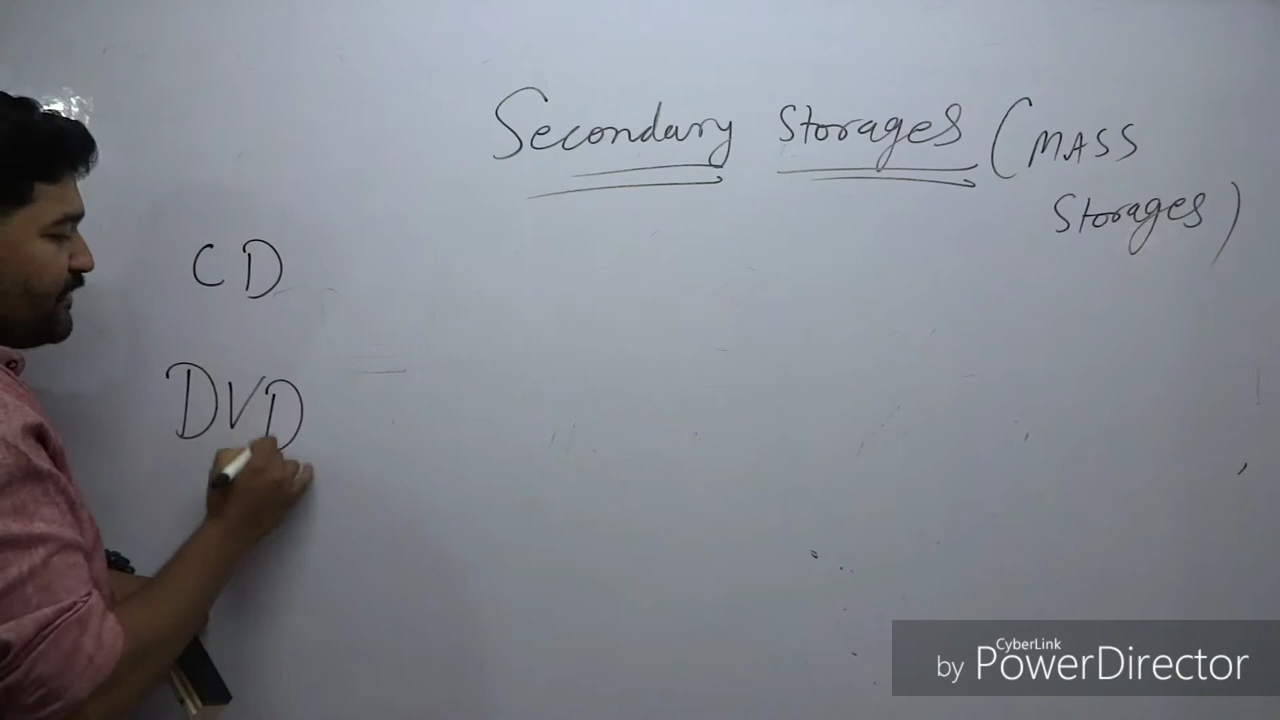 Secondary Storages (MASS
Storages)
CD
DVD
CyberLink
by PowerDirector